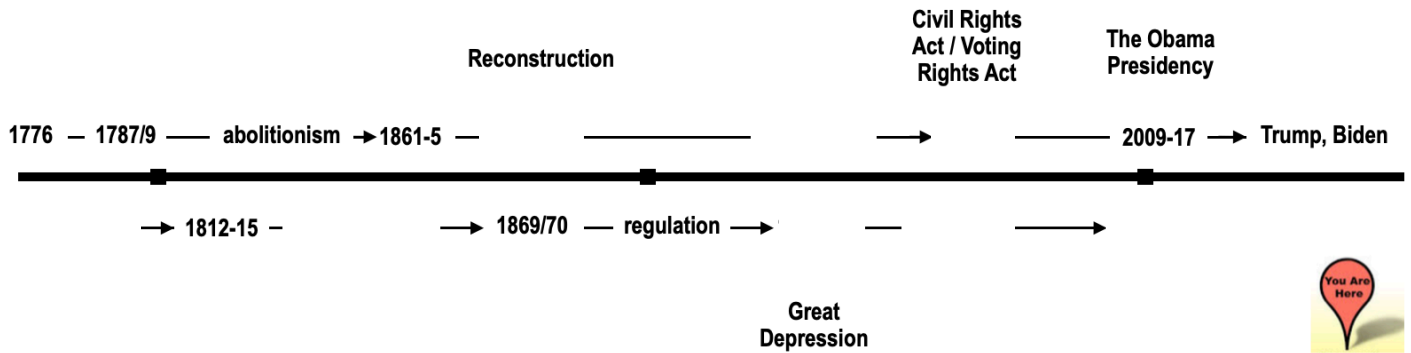 Civil Rights
Act / Voting
Rights Act
The Obama
Presidency
Reconstruction
1776 – 1787/9 — abolitionism → 1861-5 – — — → — 2009-17 → Trump, Biden
→ 1812-15 – → 1869/70 — regulation → — →
You Are
Here
Great
Depression